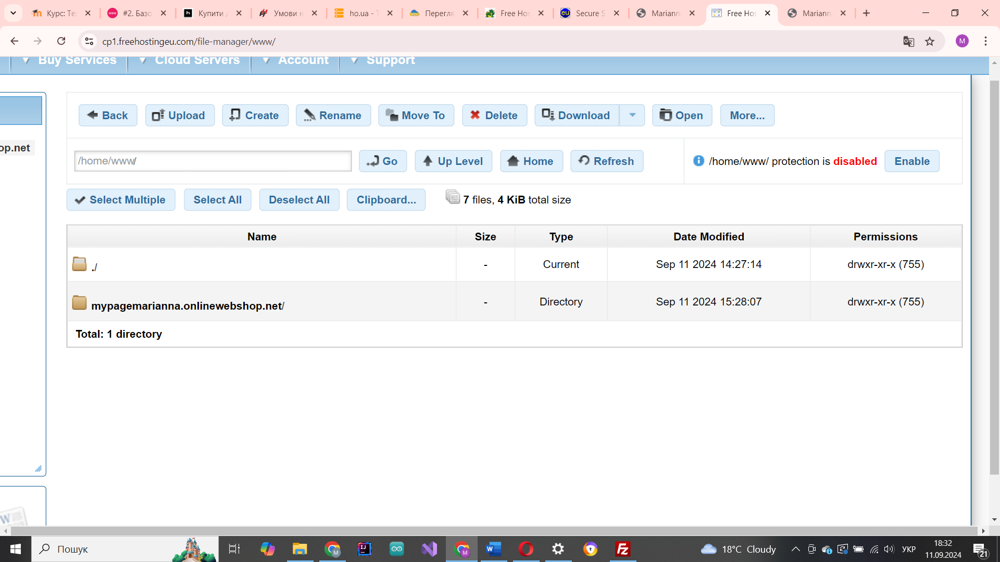 Курс: Те
#2. Базо
Купити д
Умови н
ho.ua - Т
Перегля
Free Hos
Secure S
Mariann
Free Hos
Mariann
cp1.freehostingeu.com/file-manager/www/
M
Buy Services
Cloud Servers
Account
Support
Back
Upload
Create
Rename
Move To
Delete
Download
Open
More...
op.net
/home/www/
Go
Up Level
Home
Refresh
/home/www/ protection is disabled
Enable
Select Multiple
Select All
Deselect All
Clipboard...
7 files, 4 KiB total size
Name Size Type Date Modified Permissions
./ - Current Sep 11 2024 14:27:14 drwxr-xr-x (755)
mypagemarianna.onlinewebshop.net/ - Directory Sep 11 2024 15:28:07 drwxr-xr-x (755)
Total: 1 directory
Пошук
18°C Cloudy
УКР
18:32
11.09.2024
21